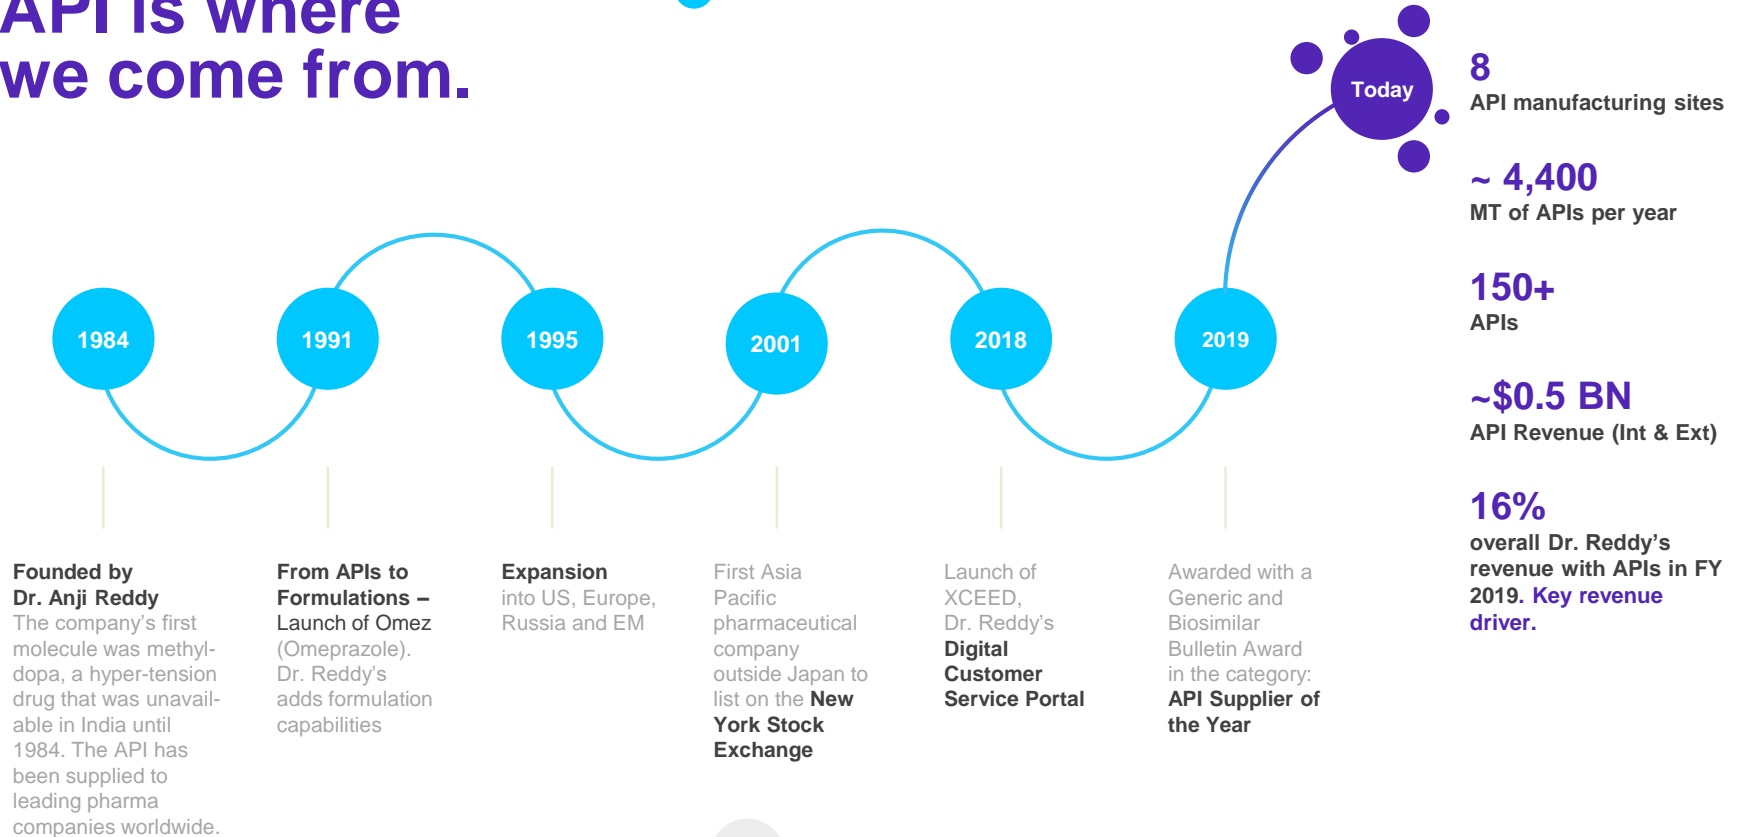 API is where
we come from.
Today
8
API manufacturing sites
~ 4,400
MT of APIs per year
150+
APIs
~$0.5 BN
API Revenue (Int & Ext)
16%
overall Dr. Reddy's
revenue with APIs in FY
2019. Key revenue
driver.
1984
1991
1995
2001
2018
2019
Founded by
Dr. Anji Reddy
The company's first
molecule was methyl-
dopa, a hyper-tension
drug that was unavail-
able in India until
1984. The API has
been supplied to
leading pharma
companies worldwide.
From APIs to
Formulations –
Launch of Omez
(Omeprazole).
Dr. Reddy's
adds formulation
capabilities
Expansion
into US, Europe,
Russia and EM
First Asia
Pacific
pharmaceutical
company
outside Japan to
list on the New
York Stock
Exchange
Launch of
XCEED,
Dr. Reddy's
Digital
Customer
Service Portal
Awarded with a
Generic and
Biosimilar
Bulletin Award
in the category:
API Supplier of
the Year